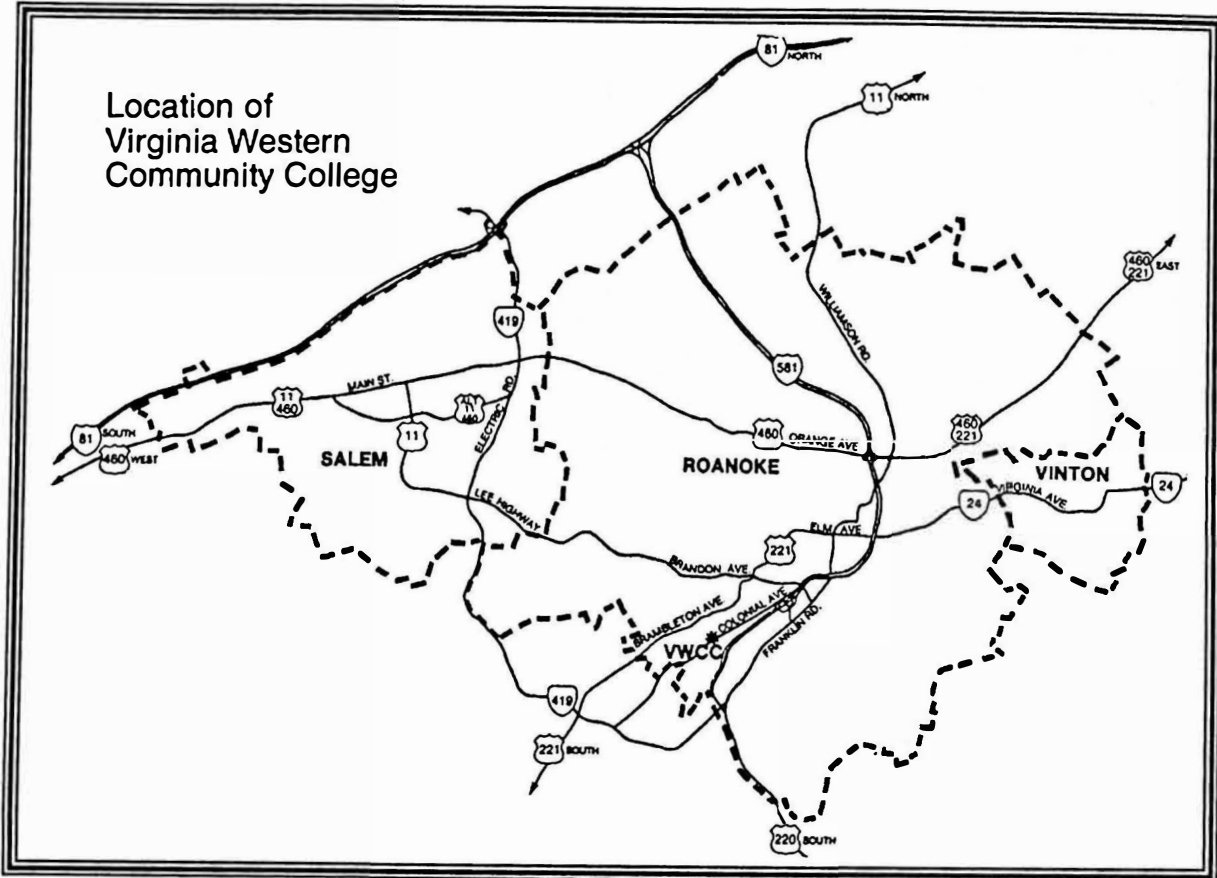 Location of
Virginia Western
Community College
81 NORTH
11 NORTH
460
221 EAST
419
WILLIAMSON RD.
581
MAIN ST.
11
460
ALT
11
460
ELECTRIC RD.
11
81 SOUTH
460 WEST
SALEM
460 ORANGE AVE
460
221
ROANOKE
VINTON
LEE HIGHWAY
24
VIRGINIA AVE.
24
ELM AVE
221
BRANDON AVE.
BRAMBLETON AVE.
COLONIAL AVE.
FRANKLIN RD.
VWCC
419
221 SOUTH
220 SOUTH